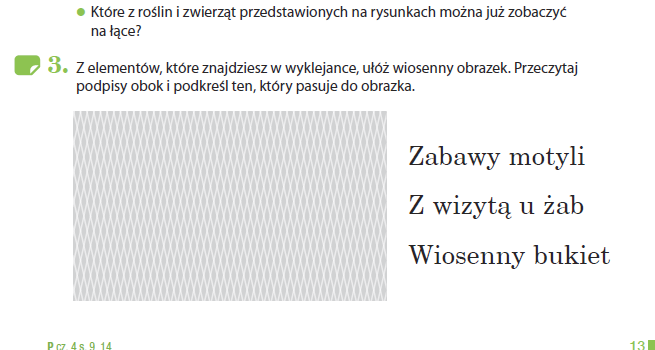 ● Które z roślin i zwierząt przedstawionych na rysunkach można już zobaczyć
na łące?
3. Z elementów, które znajdziesz w wyklejance, ułóż wiosenny obrazek. Przeczytaj
podpisy obok i podkreśl ten, który pasuje do obrazka.
Zabawy motyli
Z wizytą u żab
Wiosenny bukiet
P cz. 4 s. 9, 14
13